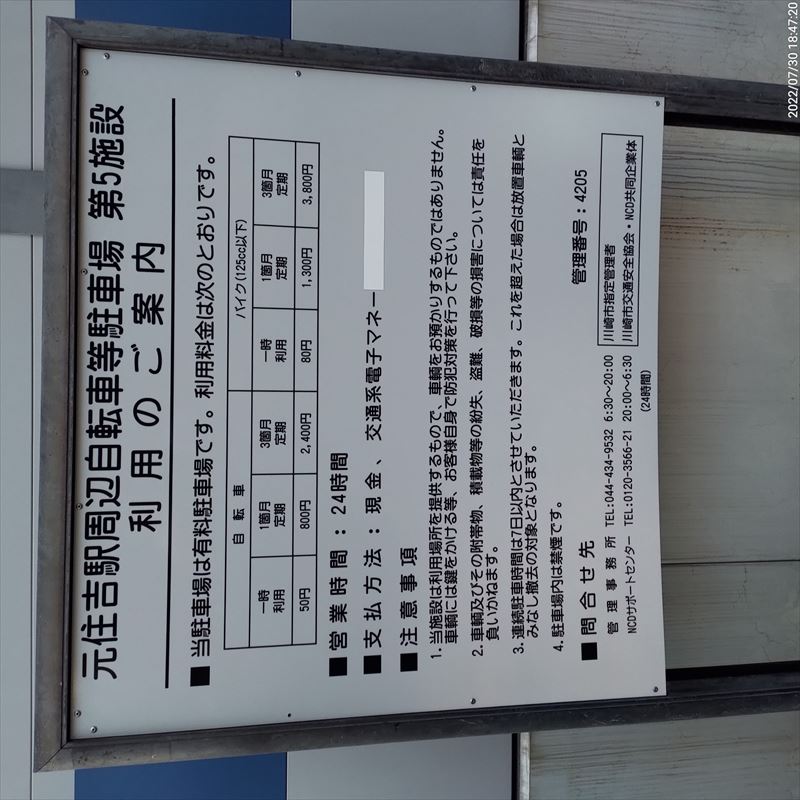 元住吉駅周辺自転車等駐車場 第5施設
利用のご案内
■当駐車場は有料駐車場です。利用料金は次のとおりです。
自転車 バイク(125cc以下)
一時利用 1箇月定期 3箇月定期 一時利用 1箇月定期 3箇月定期
50円 800円 2,400円 80円 1,300円 3,800円
■営業時間：24時間
■支払方法：現金、交通系電子マネー
■注意事項
1. 当施設は利用場所を提供するもので、車輌をお預かりするものではありません。
車輌には鍵をかける等、お客様自身で防犯対策を行って下さい。
2. 車輌及びその附帯物、積載物等の紛失、盗難、破損等の損害については責任を
負いかねます。
3. 連続駐車時間は7日以内とさせていただきます。これを超えた場合は放置車輌と
みなし撤去の対象となります。
4. 駐車場内は禁煙です。
■問合せ先
管理番号：4205
管理事務所 TEL:044-434-9532 6:30～20:00
NCDサポートセンター TEL:0120-3566-21 20:00～6:30
(24時間)
川崎市指定管理者
川崎市交通安全協会・NCD共同企業体
2022/07/30 18:47:20